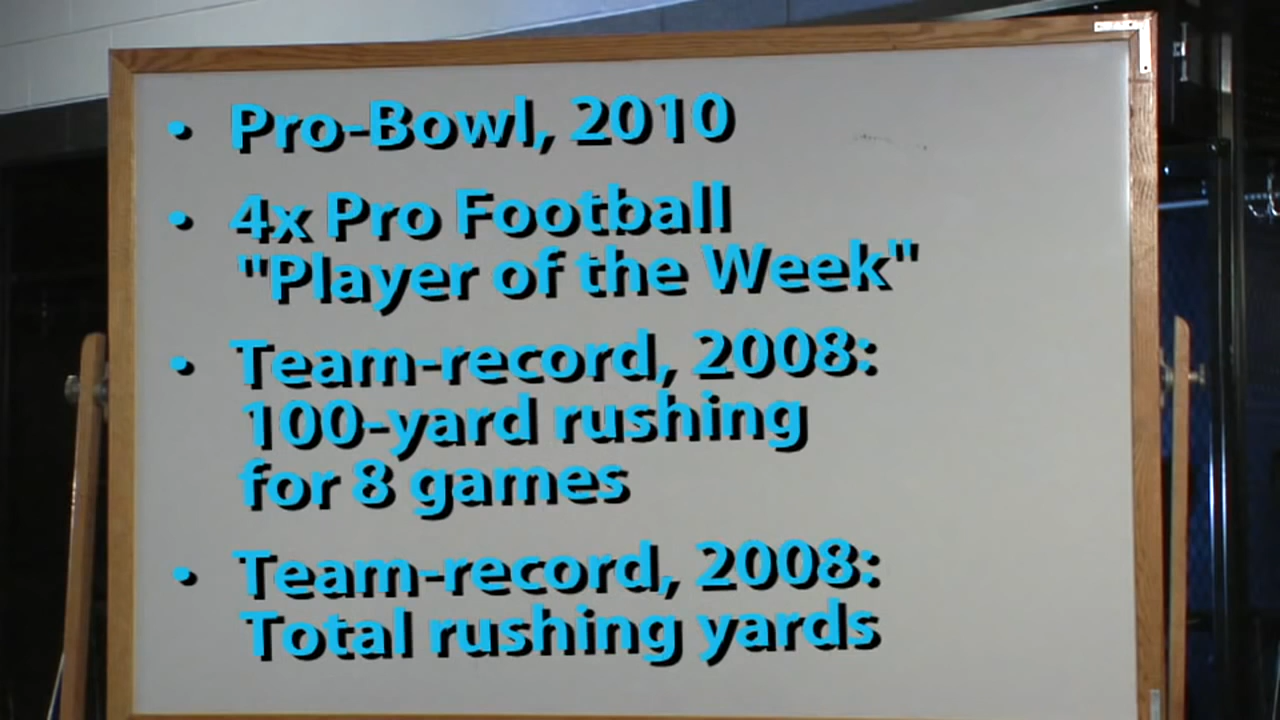 • Pro-Bowl, 2010
• 4x Pro Football
"Player of the Week"
• Team-record, 2008:
100-yard rushing
for 8 games
• Team-record, 2008:
Total rushing yards